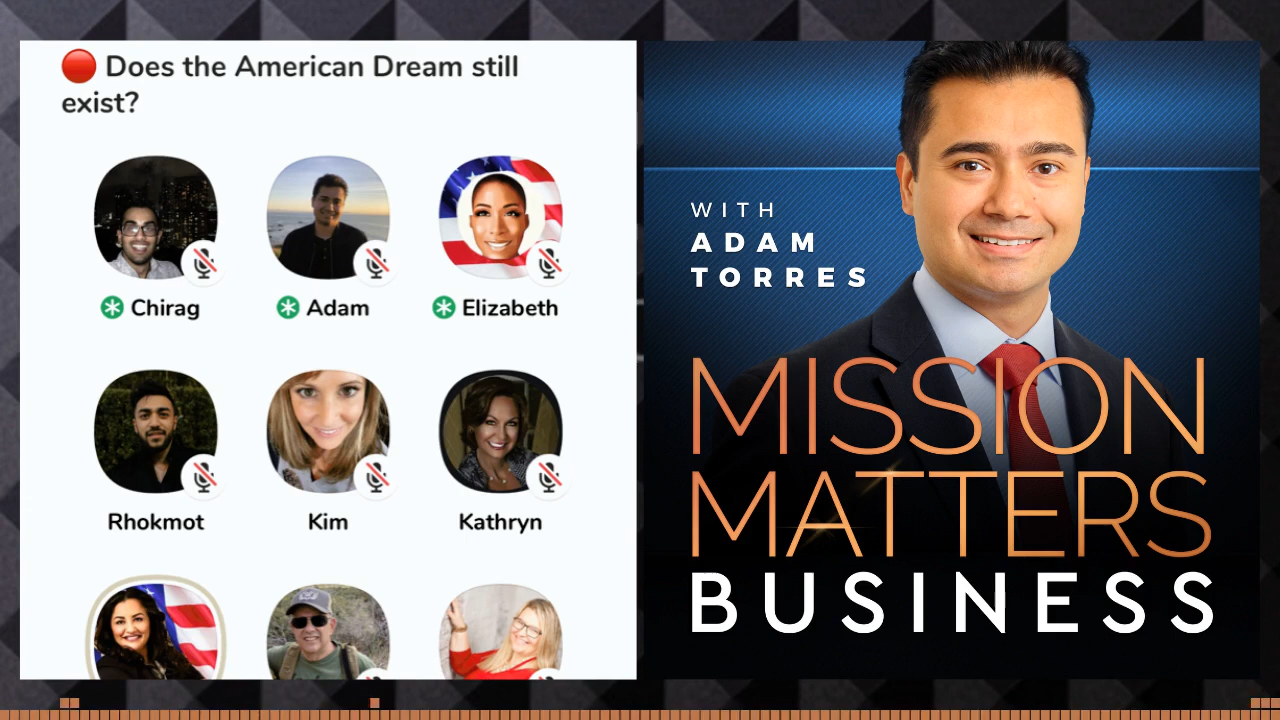 🔴 Does the American Dream still
exist?
Chirag
Adam
Elizabeth
Rhokmot
Kim
Kathryn
WITH
ADAM
TORRES
MISSION
MATTERS
BUSINESS